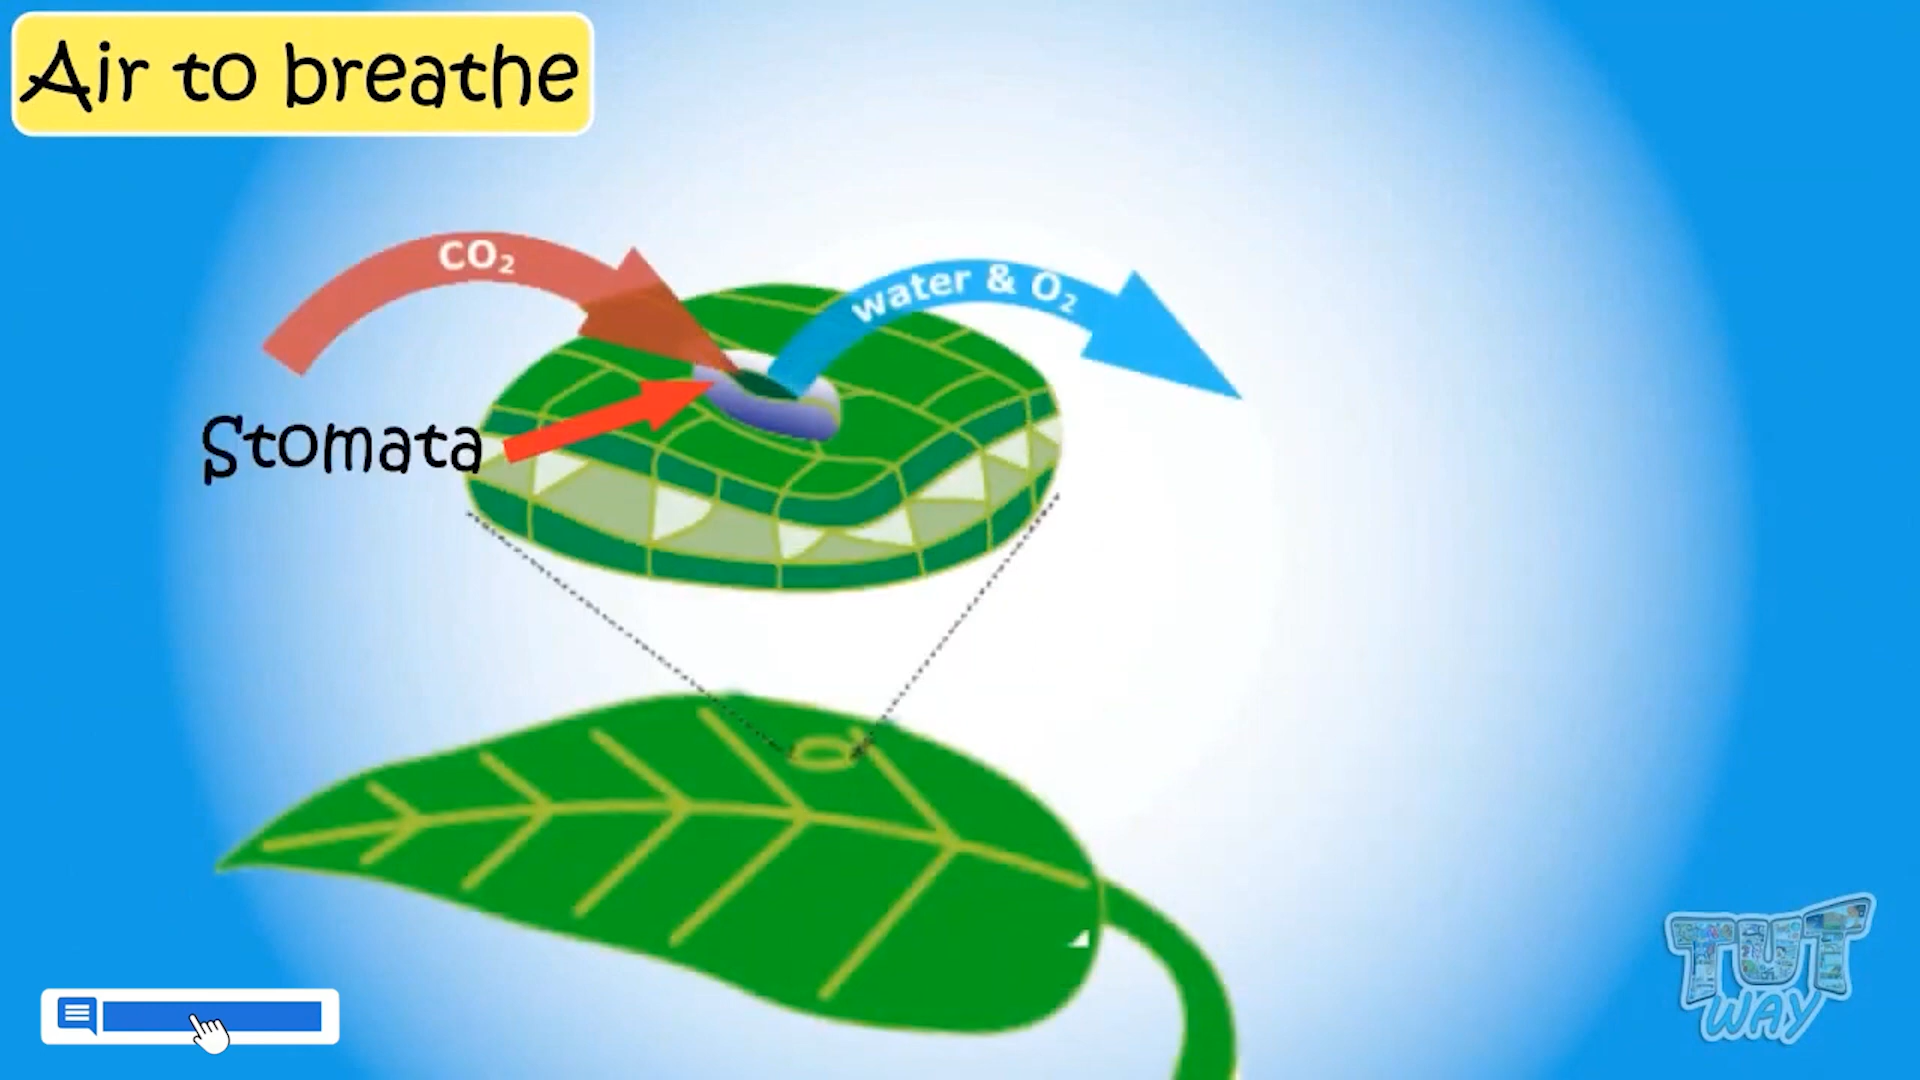 Air to breathe
CO₂
water & O₂
Stomata
TUT
WAY